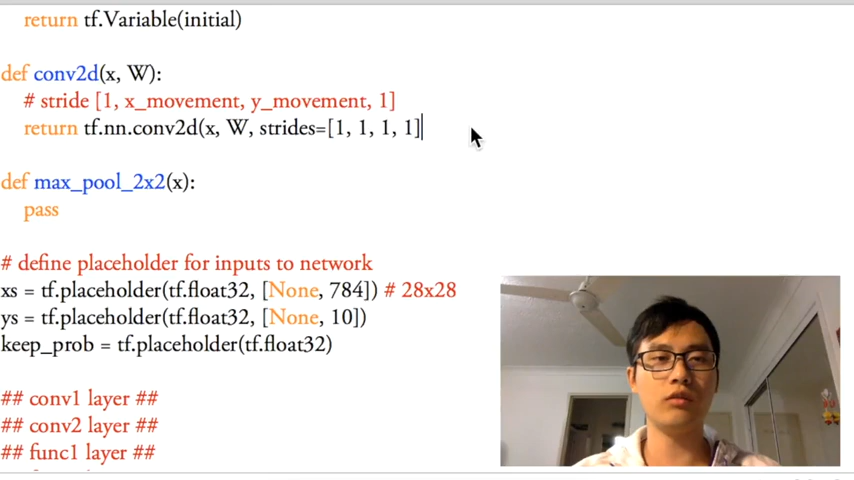 return tf.Variable(initial)
def conv2d(x, W):
# stride [1, x_movement, y_movement, 1]
return tf.nn.conv2d(x, W, strides=[1, 1, 1, 1]
def max_pool_2x2(x):
pass
# define placeholder for inputs to network
xs = tf.placeholder(tf.float32, [None, 784]) # 28x28
ys = tf.placeholder(tf.float32, [None, 10])
keep_prob = tf.placeholder(tf.float32)
## conv1 layer ##
## conv2 layer ##
## func1 layer ##